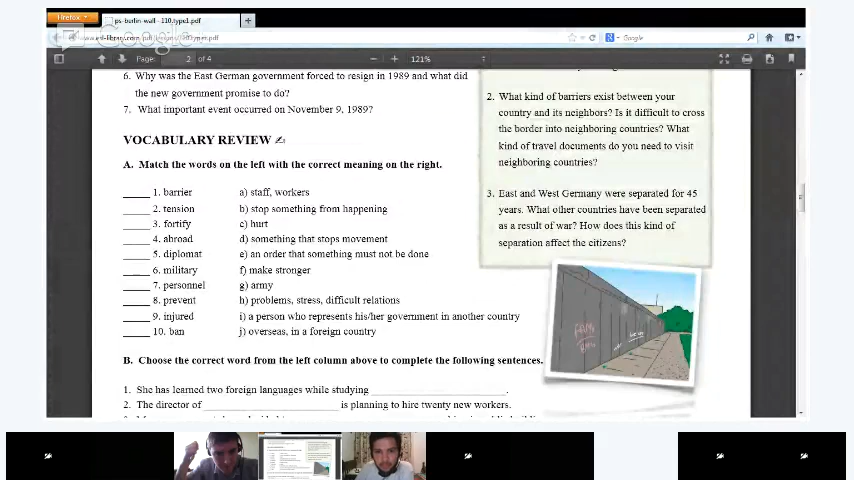 Firefox
ps-berlin-wall - 110.type1.pdf
Google
Page: 2 of 4
121%
6. Why was the East German government forced to resign in 1989 and what did
the new government promise to do?
7. What important event occurred on November 9, 1989?
VOCABULARY REVIEW
A. Match the words on the left with the correct meaning on the right.
_____ 1. barrier a) staff, workers
_____ 2. tension b) stop something from happening
_____ 3. fortify c) hurt
_____ 4. abroad d) something that stops movement
_____ 5. diplomat e) an order that something must not be done
_____ 6. military f) make stronger
_____ 7. personnel g) army
_____ 8. prevent h) problems, stress, difficult relations
_____ 9. injured i) a person who represents his/her government in another country
_____ 10. ban j) overseas, in a foreign country
B. Choose the correct word from the left column above to complete the following sentences.
1. She has learned two foreign languages while studying ____________________.
2. The director of ____________________ is planning to hire twenty new workers.
2. What kind of barriers exist between your
country and its neighbors? Is it difficult to cross
the border into neighboring countries? What
kind of travel documents do you need to visit
neighboring countries?
3. East and West Germany were separated for 45
years. What other countries have been separated
as a result of war? How does this kind of
separation affect the citizens?